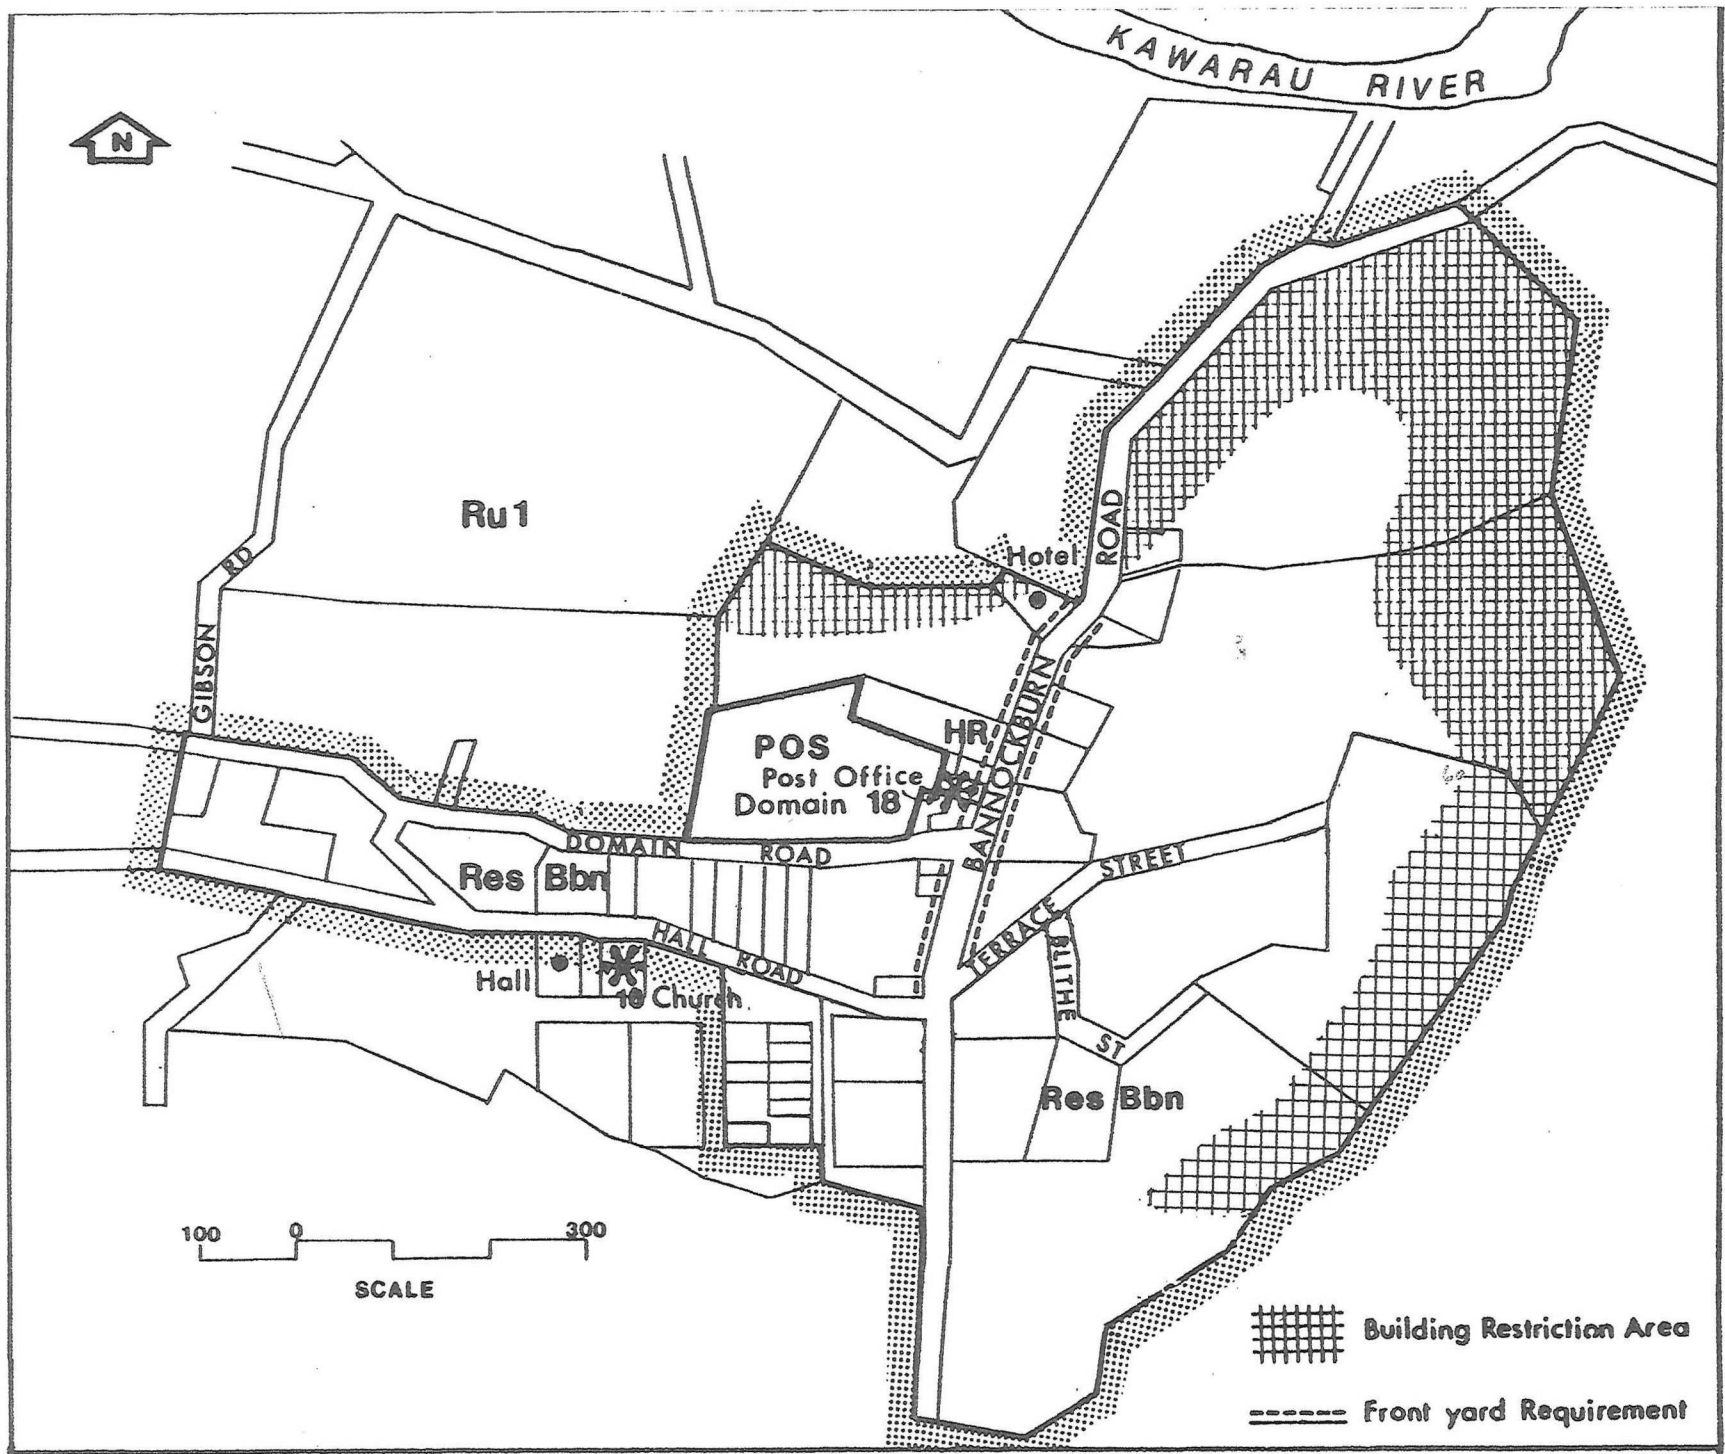 KAWARAU RIVER
N
Ru 1
RD
GIBSON
ROAD
Hotel
BANNOCKBURN
HR
POS
Post Office
Domain 18
DOMAIN ROAD
Res Bbn
HALL ROAD
Hall
18 Church
TERRACE STREET
BLITHE ST
Res Bbn
100 0 300
SCALE
Building Restriction Area
Front yard Requirement